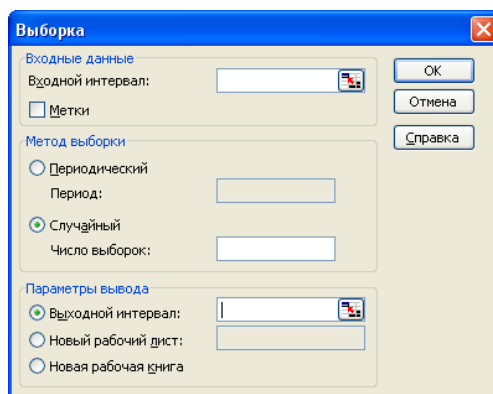 Выборка
Входные данные
Входной интервал:
Метки
ОК
Отмена
Справка
Метод выборки
Периодический
Период:
Случайный
Число выборок:
Параметры вывода
Выходной интервал:
Новый рабочий лист:
Новая рабочая книга